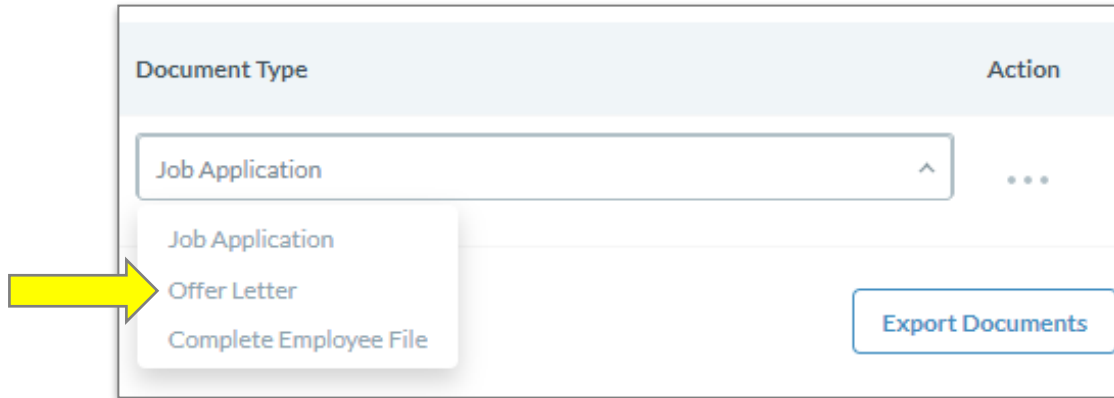 Document Type Action
Job Application
Job Application
Offer Letter
Complete Employee File
Export Documents